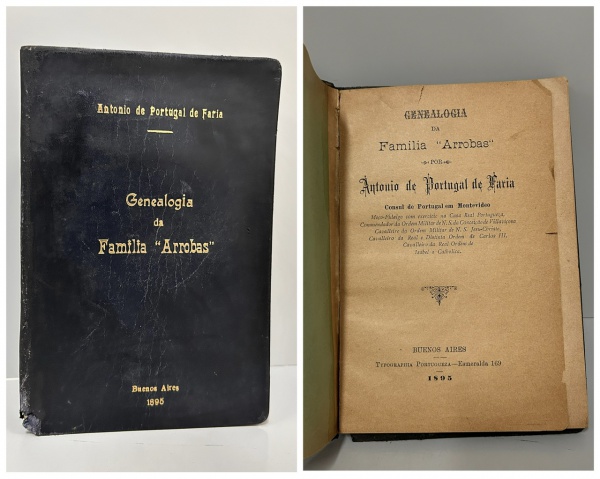 Antonio de Portugal de Faria
Genealogia
da
Familia "Arrobas"
Buenos Aires
1895
GENEALOGIA
DA
Familia "Arrobas"
POR
Antonio de Portugal de Faria
Consul de Portugal em Montevideo
Moço-Fidalgo com exercicio na Casa Real Portugueza,
Commendador da Ordem Militar de N. S. da Conceição de Villa Viçosa,
Cavalleiro da Ordem Militar de N. S. Jesu-Christo,
Cavalleiro da Real e Distincta Ordem de Carlos III,
Cavalleiro da Real Ordem de
Isabel a Catholica.
BUENOS AIRES
TYPOGRAPHIA PORTUGUEZA—Esmeralda 169
1895